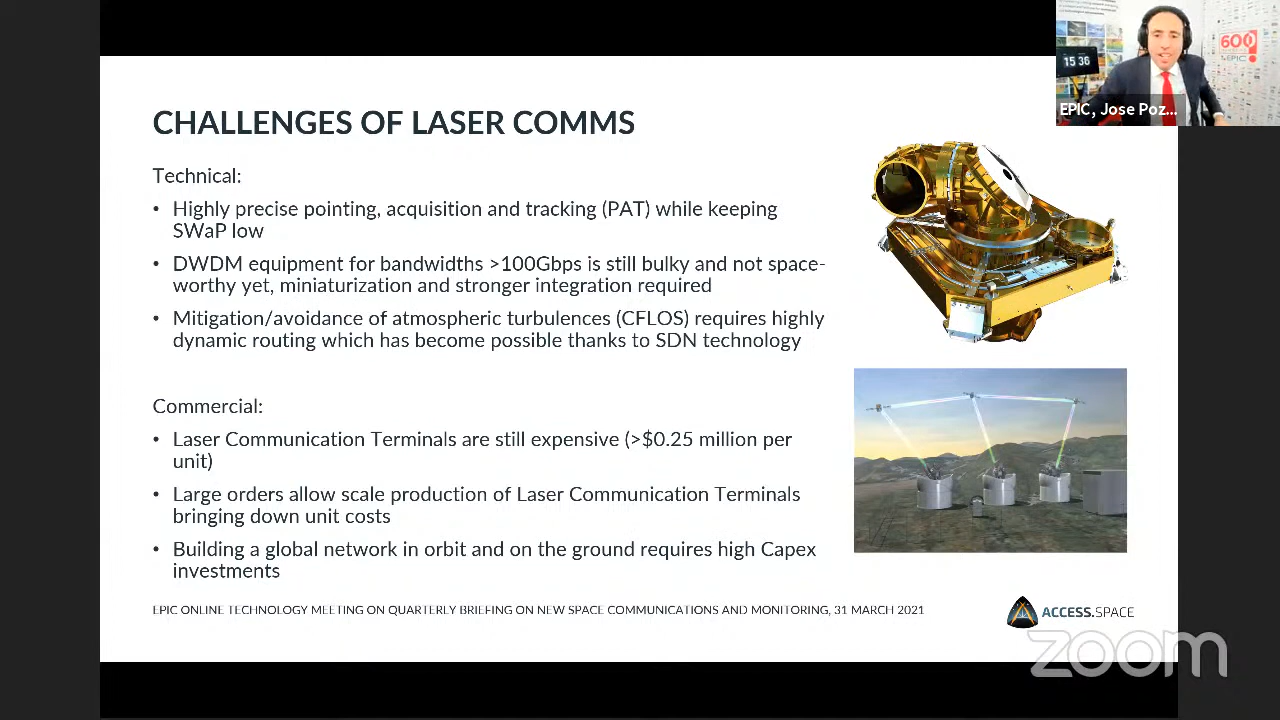 CHALLENGES OF LASER COMMS
Technical:
• Highly precise pointing, acquisition and tracking (PAT) while keeping
SWaP low
• DWDM equipment for bandwidths >100Gbps is still bulky and not space-
worthy yet, miniaturization and stronger integration required
• Mitigation/avoidance of atmospheric turbulences (CFLOS) requires highly
dynamic routing which has become possible thanks to SDN technology
Commercial:
• Laser Communication Terminals are still expensive (>$0.25 million per
unit)
• Large orders allow scale production of Laser Communication Terminals
bringing down unit costs
• Building a global network in orbit and on the ground requires high Capex
investments
EPIC ONLINE TECHNOLOGY MEETING ON QUARTERLY BRIEFING ON NEW SPACE COMMUNICATIONS AND MONITORING, 31 MARCH 2021
ACCESS.SPACE
zoom
15 36
600
EPIC
EPIC, Jose Poz...